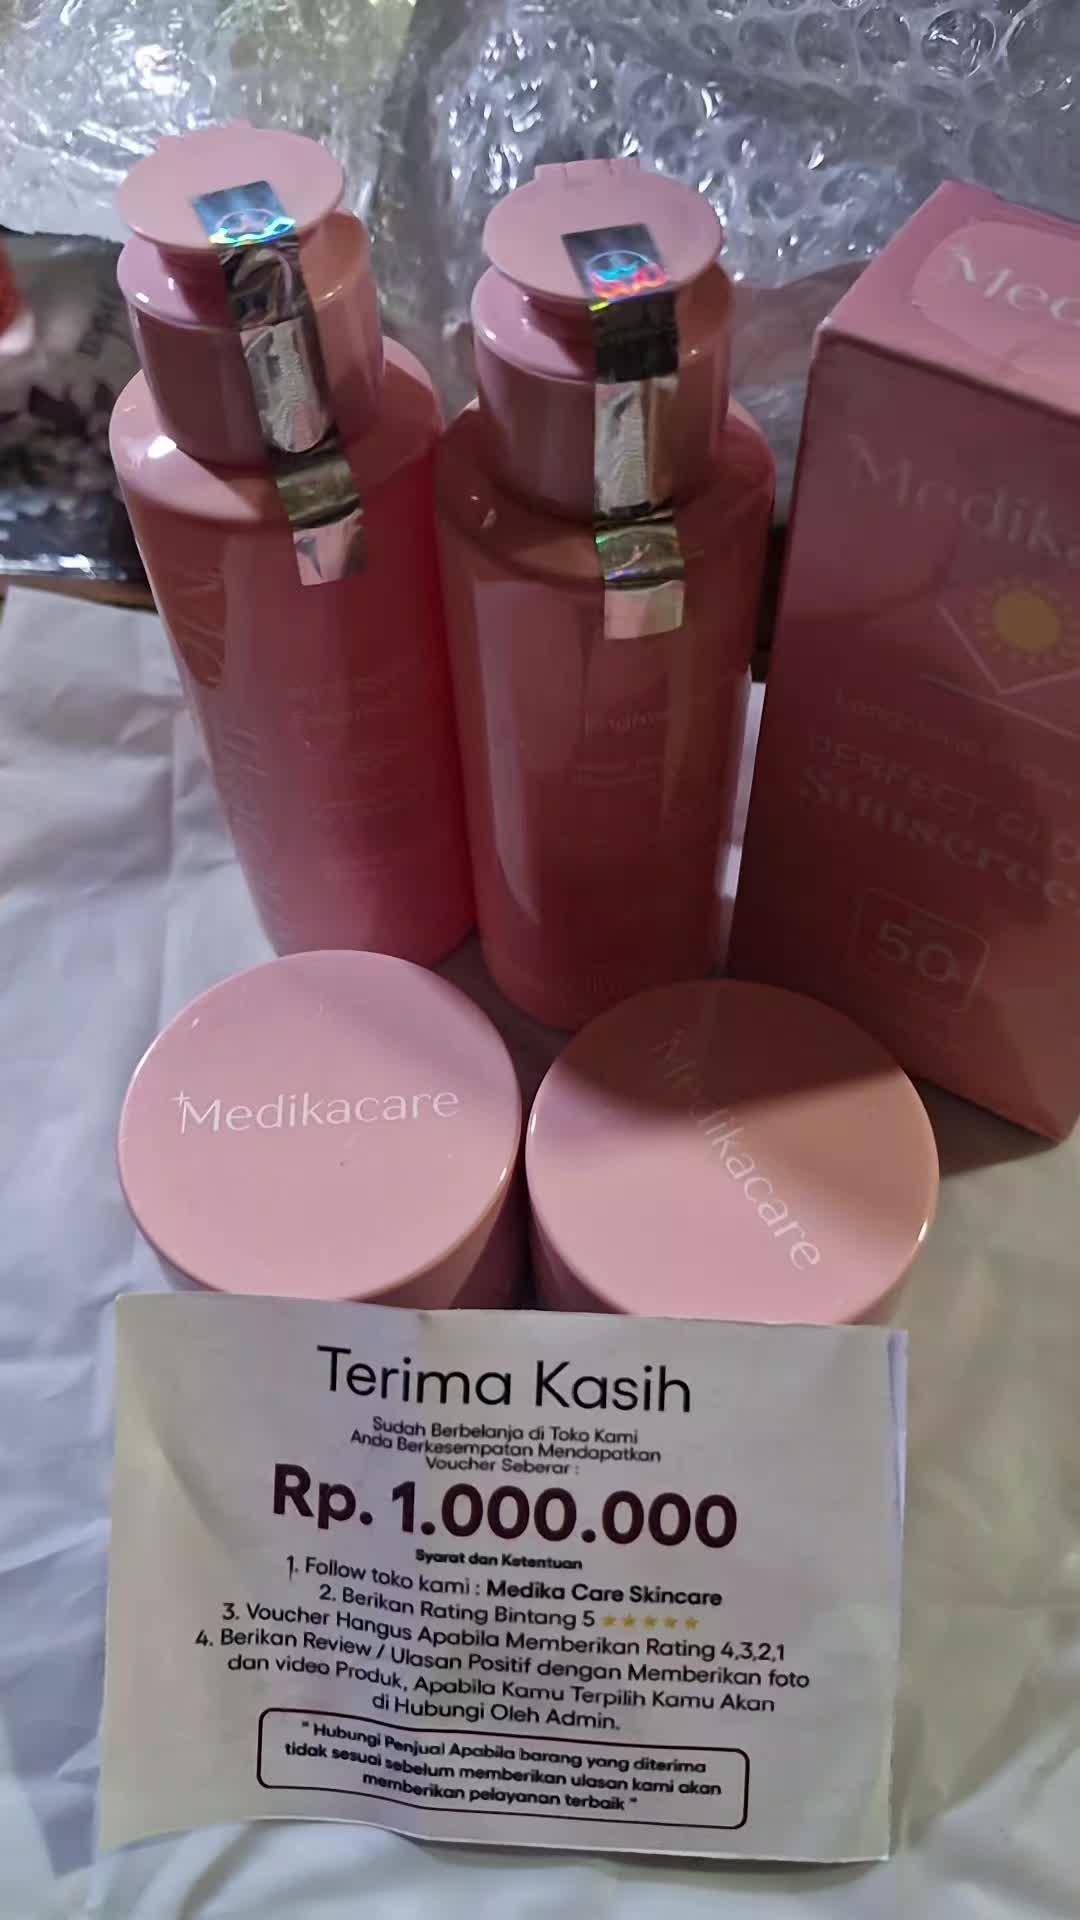 Med
Medik
PERFECT GLO
Sunscree
50
Medikacare
Medikacare
Terima Kasih
Sudah Berbelanja di Toko Kami
Anda Berkesempatan Mendapatkan
Voucher Seberar :
Rp. 1.000.000
Syarat dan Ketentuan
1. Follow toko kami : Medika Care Skincare
2. Berikan Rating Bintang 5 ★★★★★
3. Voucher Hangus Apabila Memberikan Rating 4,3,2,1
4. Berikan Review / Ulasan Positif dengan Memberikan foto
dan video Produk, Apabila Kamu Terpilih Kamu Akan
di Hubungi Oleh Admin.
" Hubungi Penjual Apabila barang yang diterima
tidak sesuai sebelum memberikan ulasan kami akan
memberikan pelayanan terbaik "